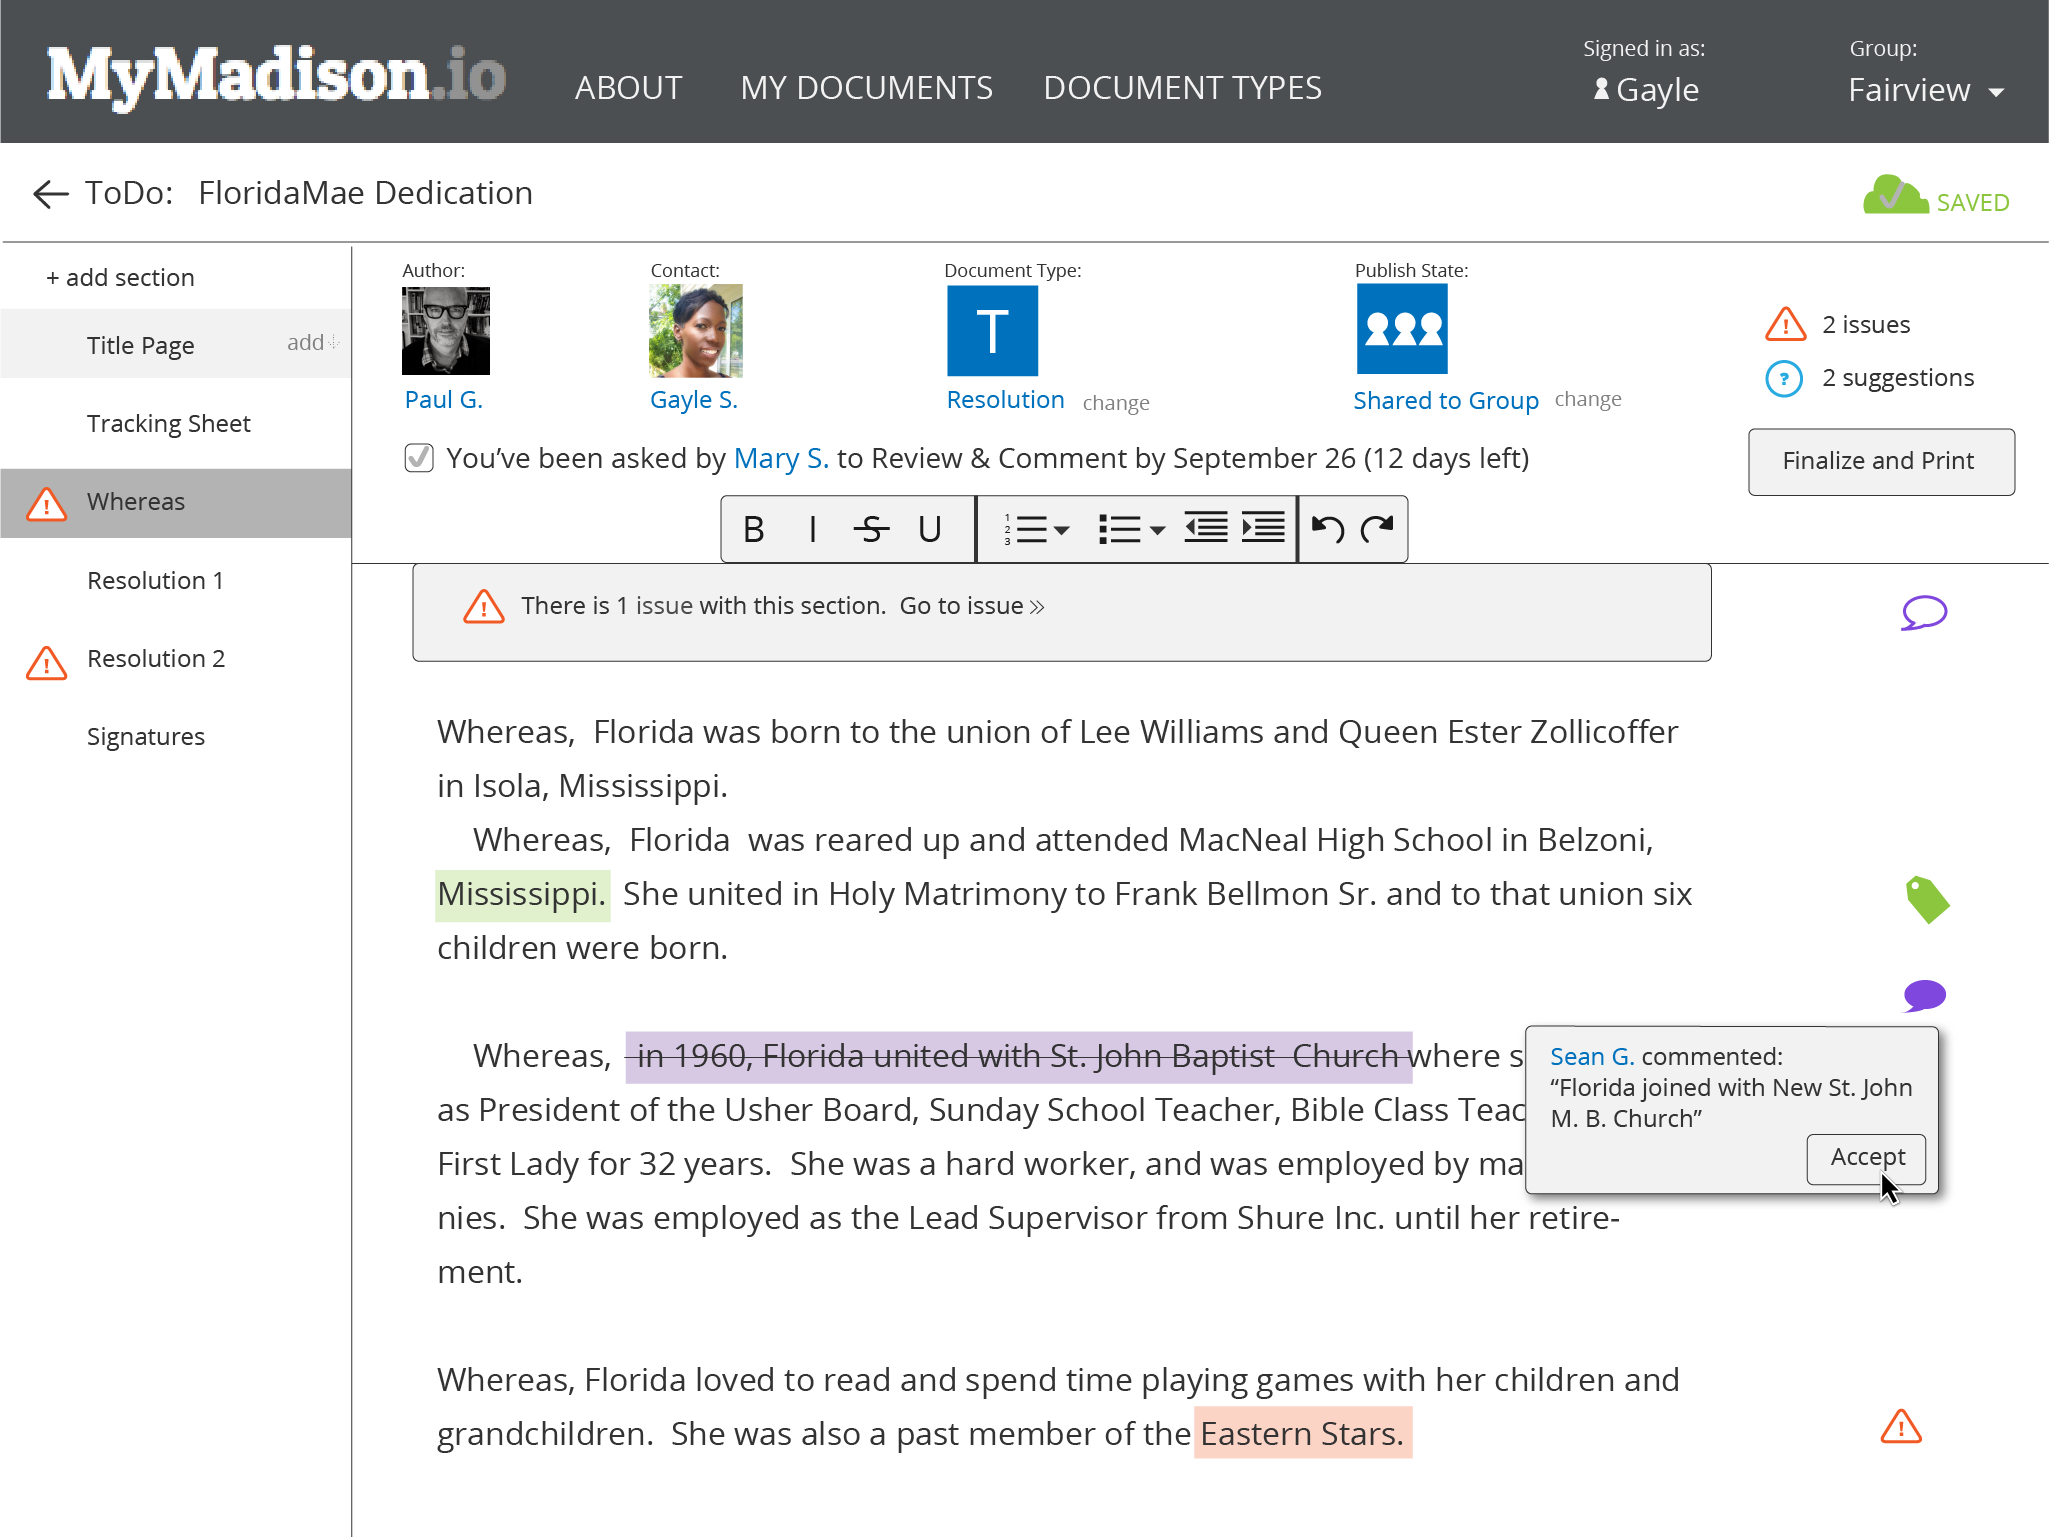 MyMadison.io
ABOUT
MY DOCUMENTS
DOCUMENT TYPES
Signed in as:
Gayle
Group:
Fairview
ToDo: FloridaMae Dedication
SAVED
+ add section
Title Page
add
Tracking Sheet
Whereas
Resolution 1
Resolution 2
Signatures
Author:
Paul G.
Contact:
Gayle S.
Document Type:
T
Resolution
change
Publish State:
Shared to Group
change
2 issues
? 2 suggestions
You’ve been asked by Mary S. to Review & Comment by September 26 (12 days left)
Finalize and Print
B I S U
1
2
3
There is 1 issue with this section. Go to issue »
Whereas, Florida was born to the union of Lee Williams and Queen Ester Zollicoffer
in Isola, Mississippi.
Whereas, Florida was reared up and attended MacNeal High School in Belzoni,
Mississippi. She united in Holy Matrimony to Frank Bellmon Sr. and to that union six
children were born.
Whereas, in 1960, Florida united with St. John Baptist Church where s
as President of the Usher Board, Sunday School Teacher, Bible Class Teac
First Lady for 32 years. She was a hard worker, and was employed by ma
nies. She was employed as the Lead Supervisor from Shure Inc. until her retire-
ment.
Sean G. commented:
“Florida joined with New St. John
M. B. Church”
Accept
Whereas, Florida loved to read and spend time playing games with her children and
grandchildren. She was also a past member of the Eastern Stars.